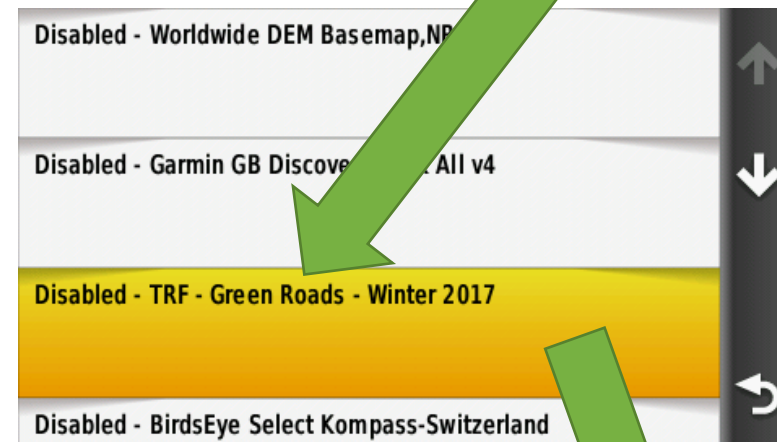 Disabled - Worldwide DEM Basemap,
Disabled - Garmin GB All v4
Disabled - TRF - Green Roads - Winter 2017
Disabled - BirdsEye Select Kompass-Switzerland